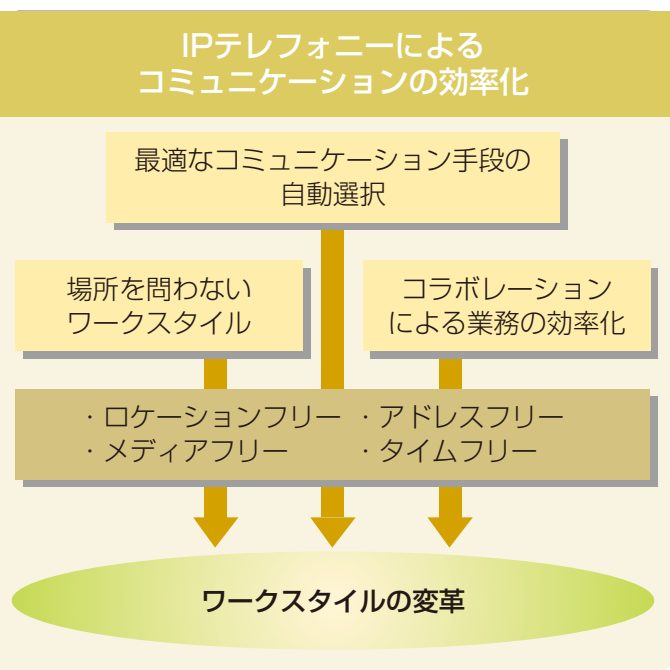 IPテレフォニーによる
コミュニケーションの効率化
最適なコミュニケーション手段の
自動選択
場所を問わない
ワークスタイル
コラボレーション
による業務の効率化
・ロケーションフリー ・アドレスフリー
・メディアフリー ・タイムフリー
ワークスタイルの変革